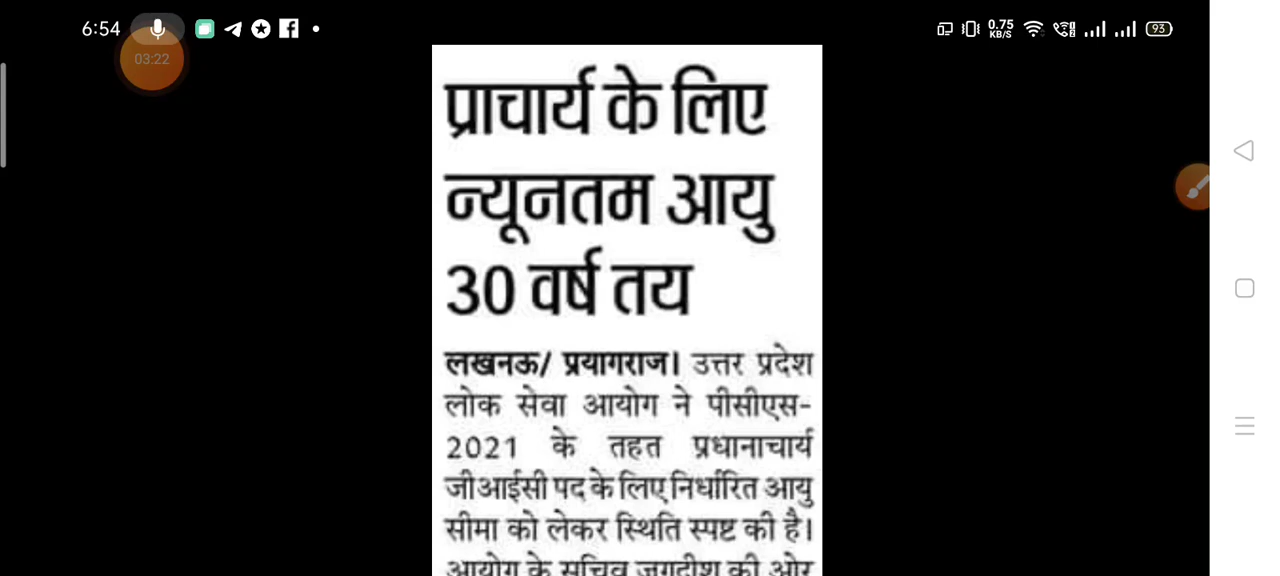 6:54
0.75
KB/S
93
03:22
प्राचार्य के लिए
न्यूनतम आयु
30 वर्ष तय
लखनऊ/ प्रयागराज। उत्तर प्रदेश
लोक सेवा आयोग ने पीसीएस-
2021 के तहत प्रधानाचार्य
जीआईसी पद के लिए निर्धारित आयु
सीमा को लेकर स्थिति स्पष्ट की है।
आयोग के सचिव जगदीश की ओर